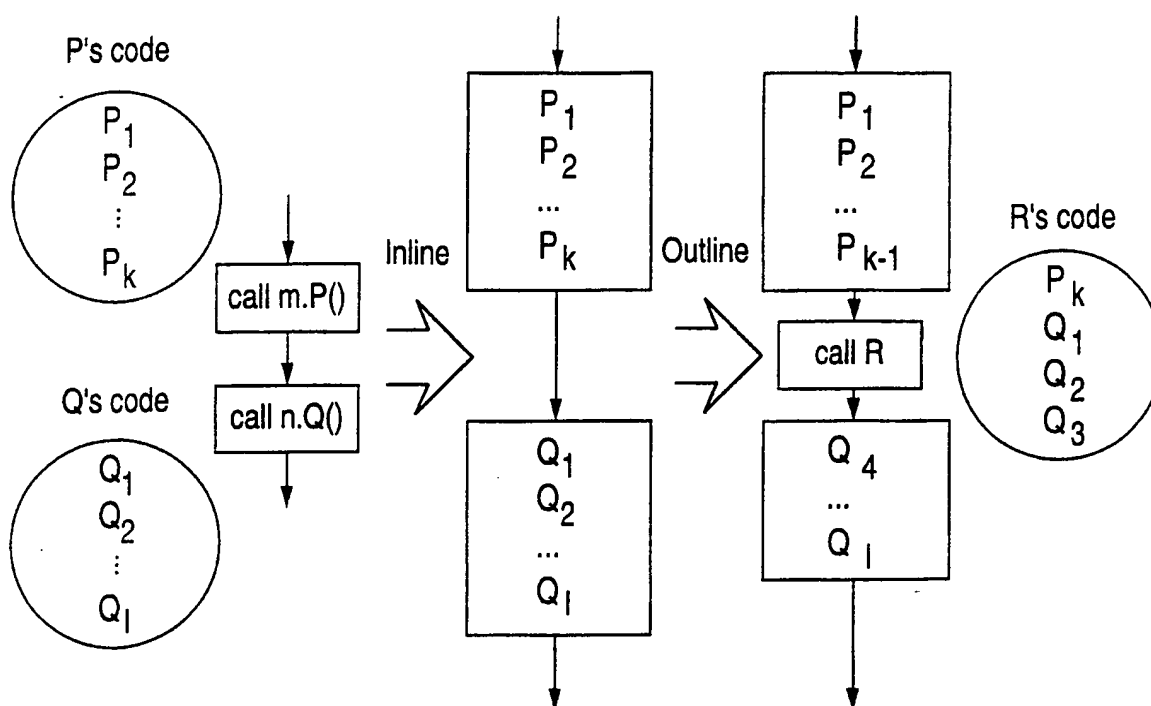 P's code
P1
P2
...
Pk
call m.P()
call n.Q()
Q's code
Q1
Q2
...
Ql
Inline
P1
P2
...
Pk
Q1
Q2
...
Ql
Outline
P1
P2
...
Pk-1
call R
Q4
...
Ql
R's code
Pk
Q1
Q2
Q3